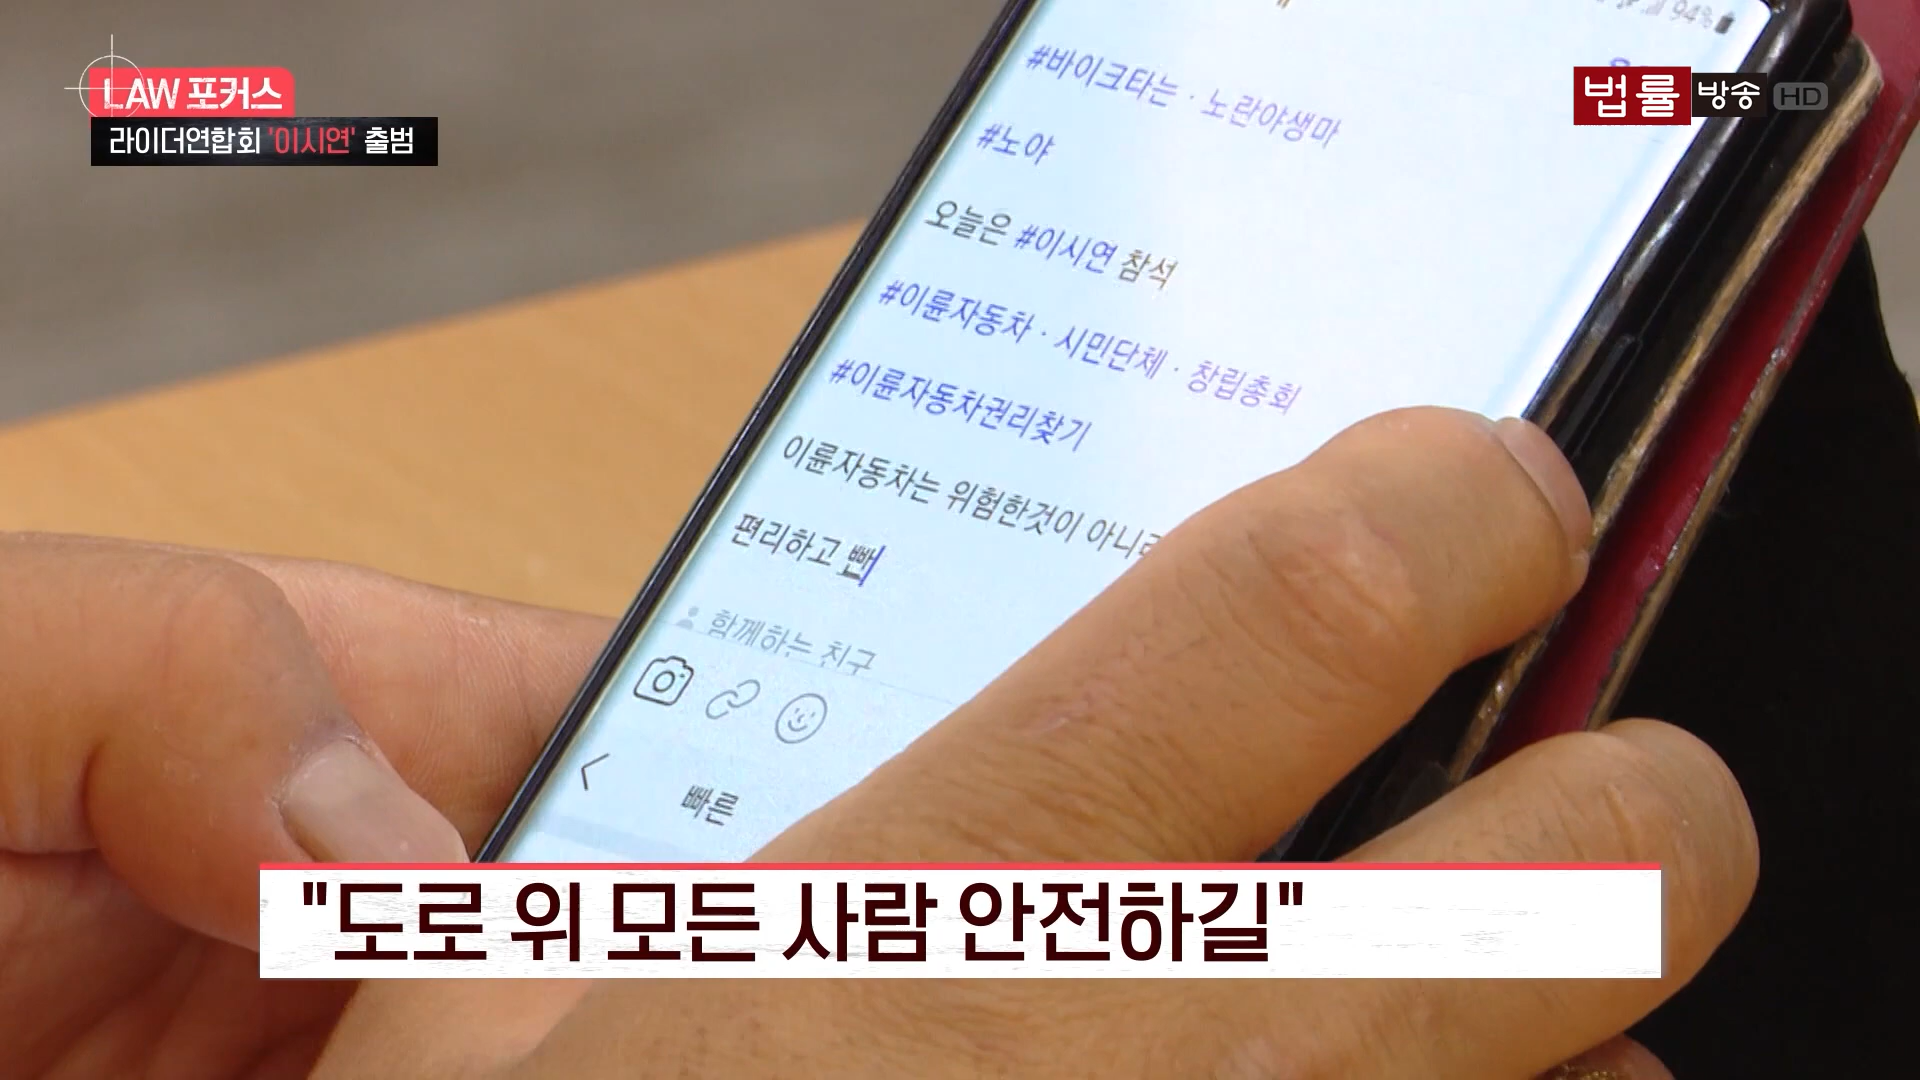 LAW 포커스
라이더연합회 '이시연' 출범
법률방송 HD
94%
#바이크타는 · 노란야생마
#노야
오늘은 #이시연 참석
#이륜자동차 · 시민단체 · 창립총회
#이륜자동차권리찾기
이륜자동차는 위험한것이 아니라
편리하고 빤
함께하는 친구
빠른
"도로 위 모든 사람 안전하길"